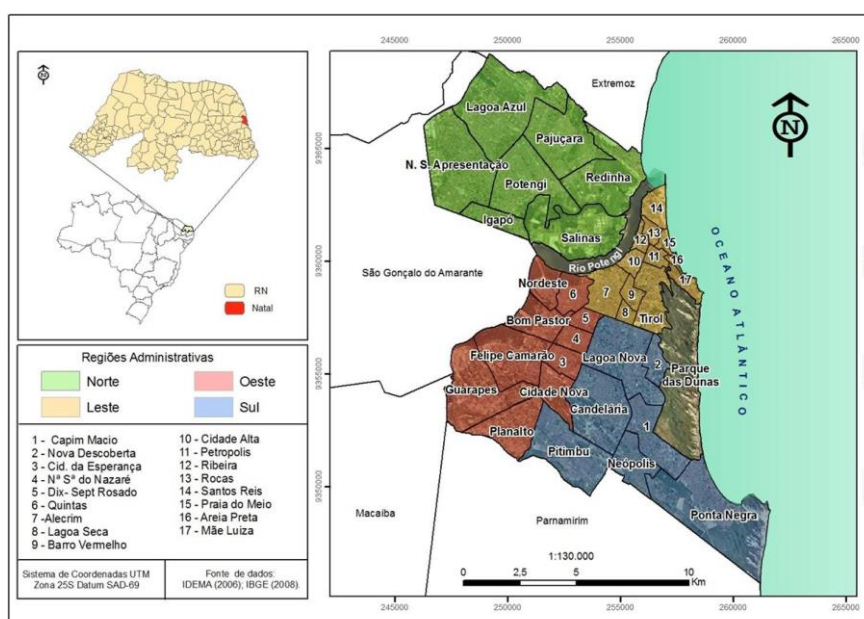 N
RN
Natal
Regiões Administrativas
Norte
Oeste
Leste
Sul
1 - Capim Macio
2 - Nova Descoberta
3 - Cid. da Esperança
4 - Nª Sª do Nazaré
5 - Dix- Sept Rosado
6 - Quintas
7 -Alecrim
8 - Lagoa Seca
9 - Barro Vermelho
10 - Cidade Alta
11 - Petropolis
12 - Ribeira
13 - Rocas
14 - Santos Reis
15 - Praia do Meio
16 - Areia Preta
17 - Mãe Luiza
Sistema de Coordenadas UTM
Zona 25S Datum SAD-69
Fonte de dados:
IDEMA (2006); IBGE (2008).
245000
250000
255000
260000
265000
Extremoz
N
Lagoa Azul
Pajuçara
9365000
N. S. Apresentação
Potengi
Redinha
Igapó
Salinas
14
13
12
15
11
16
10
17
9360000
Rio Potengi
São Gonçalo do Amarante
Nordeste
6
7
9
8
Tirol
Bom Pastor
5
4
Felipe Camarão
3
Lagoa Nova
2
Parque
das Dunas
OCEANO ATLÂNTICO
9355000
Guarapes
Cidade Nova
Candelária
1
Planalto
Pitimbu
Neópolis
9350000
Ponta Negra
Macaiba
Parnamirim
1:130.000
0
2,5
5
10
Km
245000
250000
255000
260000
265000